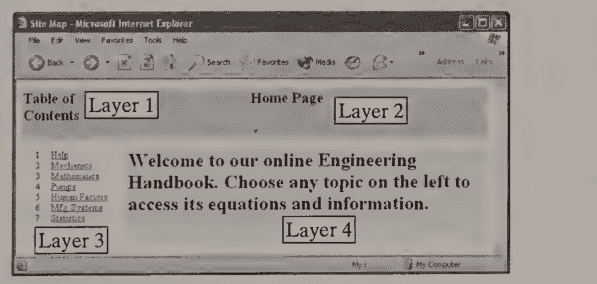 Site Map - Microsoft Internet Explorer
File Edit View Favorites Tools Help
Back Search Favorites Media Address Links
Table of Contents
Layer 1
Home Page
Layer 2
1 Help
2 Mechanics
3 Mathematics
4 Pumps
5 Human Factors
6 Mfg Systems
7 Statistics
Layer 3
Welcome to our online Engineering
Handbook. Choose any topic on the left to
access its equations and information.
Layer 4
My Computer